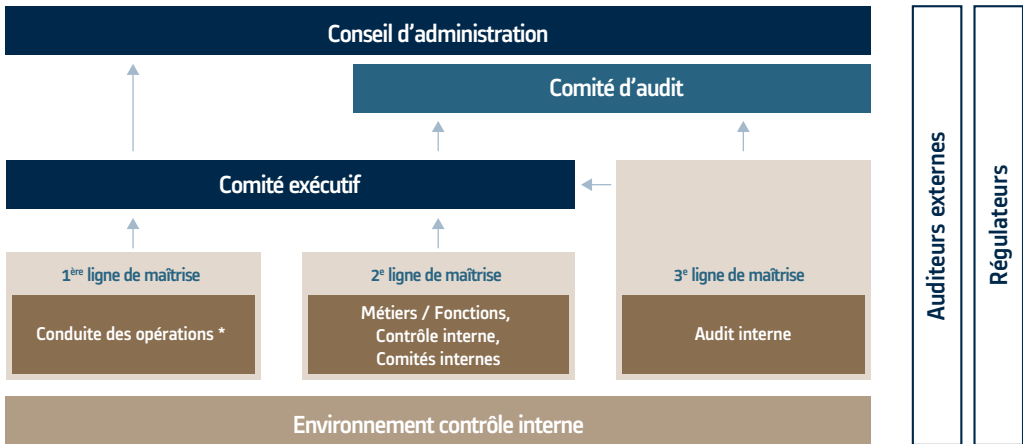 Conseil d’administration
Comité d’audit
Comité exécutif
1ère ligne de maîtrise
Conduite des opérations *
2e ligne de maîtrise
Métiers / Fonctions,
Contrôle interne,
Comités internes
3e ligne de maîtrise
Audit interne
Environnement contrôle interne
Auditeurs externes
Régulateurs